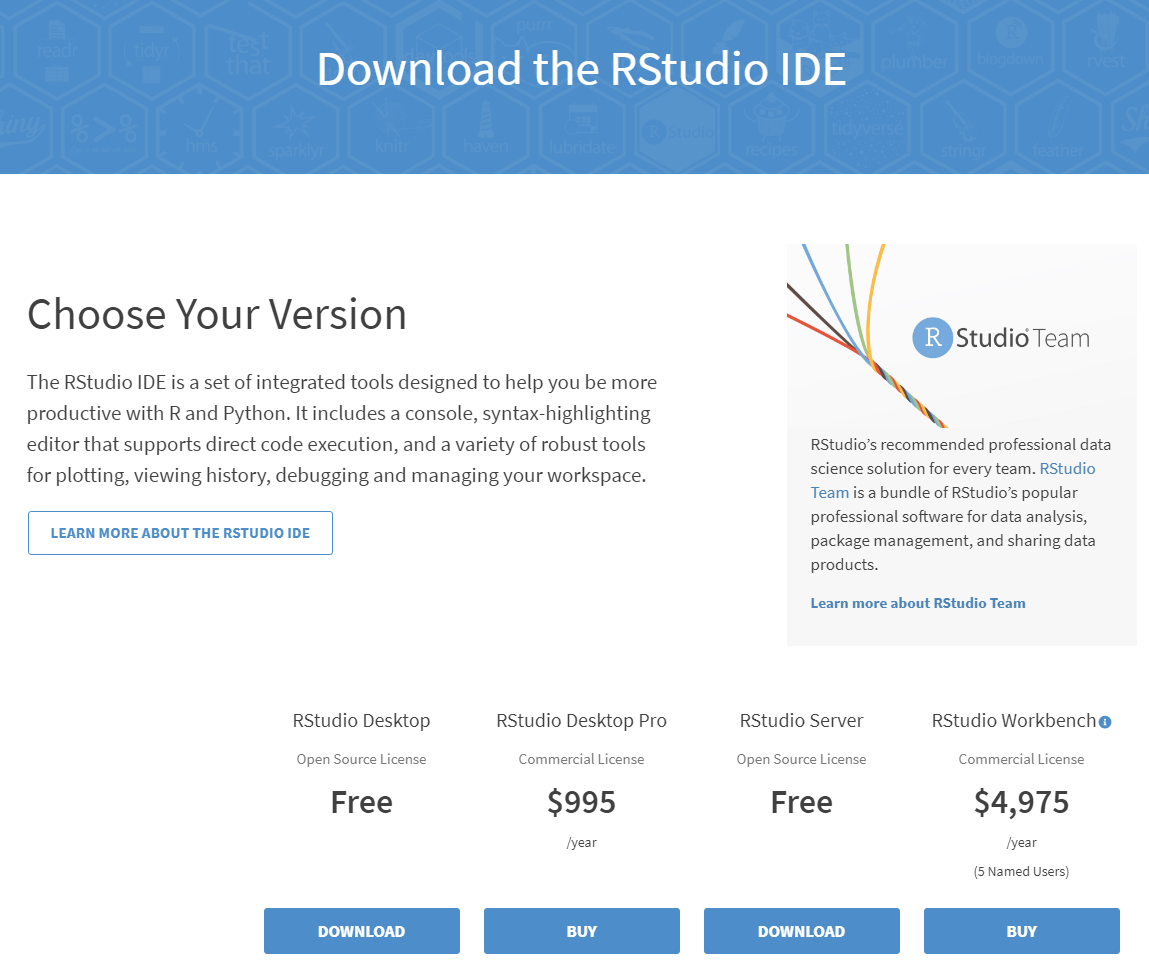 readr
tidyr
test
that
purrr
plumber
blogdown
rvest
Download the RStudio IDE
%>%
hms
sparklyr
knitr
haven
lubridate
R Studio
recipes
tidyverse
stringr
feather
Choose Your Version
The RStudio IDE is a set of integrated tools designed to help you be more
productive with R and Python. It includes a console, syntax-highlighting
editor that supports direct code execution, and a variety of robust tools
for plotting, viewing history, debugging and managing your workspace.
LEARN MORE ABOUT THE RSTUDIO IDE
R Studio® Team
RStudio’s recommended professional data
science solution for every team. RStudio
Team is a bundle of RStudio’s popular
professional software for data analysis,
package management, and sharing data
products.
Learn more about RStudio Team
RStudio Desktop
Open Source License
Free
DOWNLOAD
RStudio Desktop Pro
Commercial License
$995
/year
BUY
RStudio Server
Open Source License
Free
DOWNLOAD
RStudio Workbench
Commercial License
$4,975
/year
(5 Named Users)
BUY